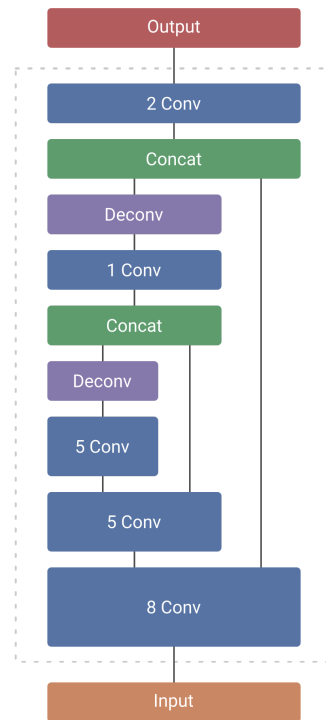 Output
2 Conv
Concat
Deconv
1 Conv
Concat
Deconv
5 Conv
5 Conv
8 Conv
Input